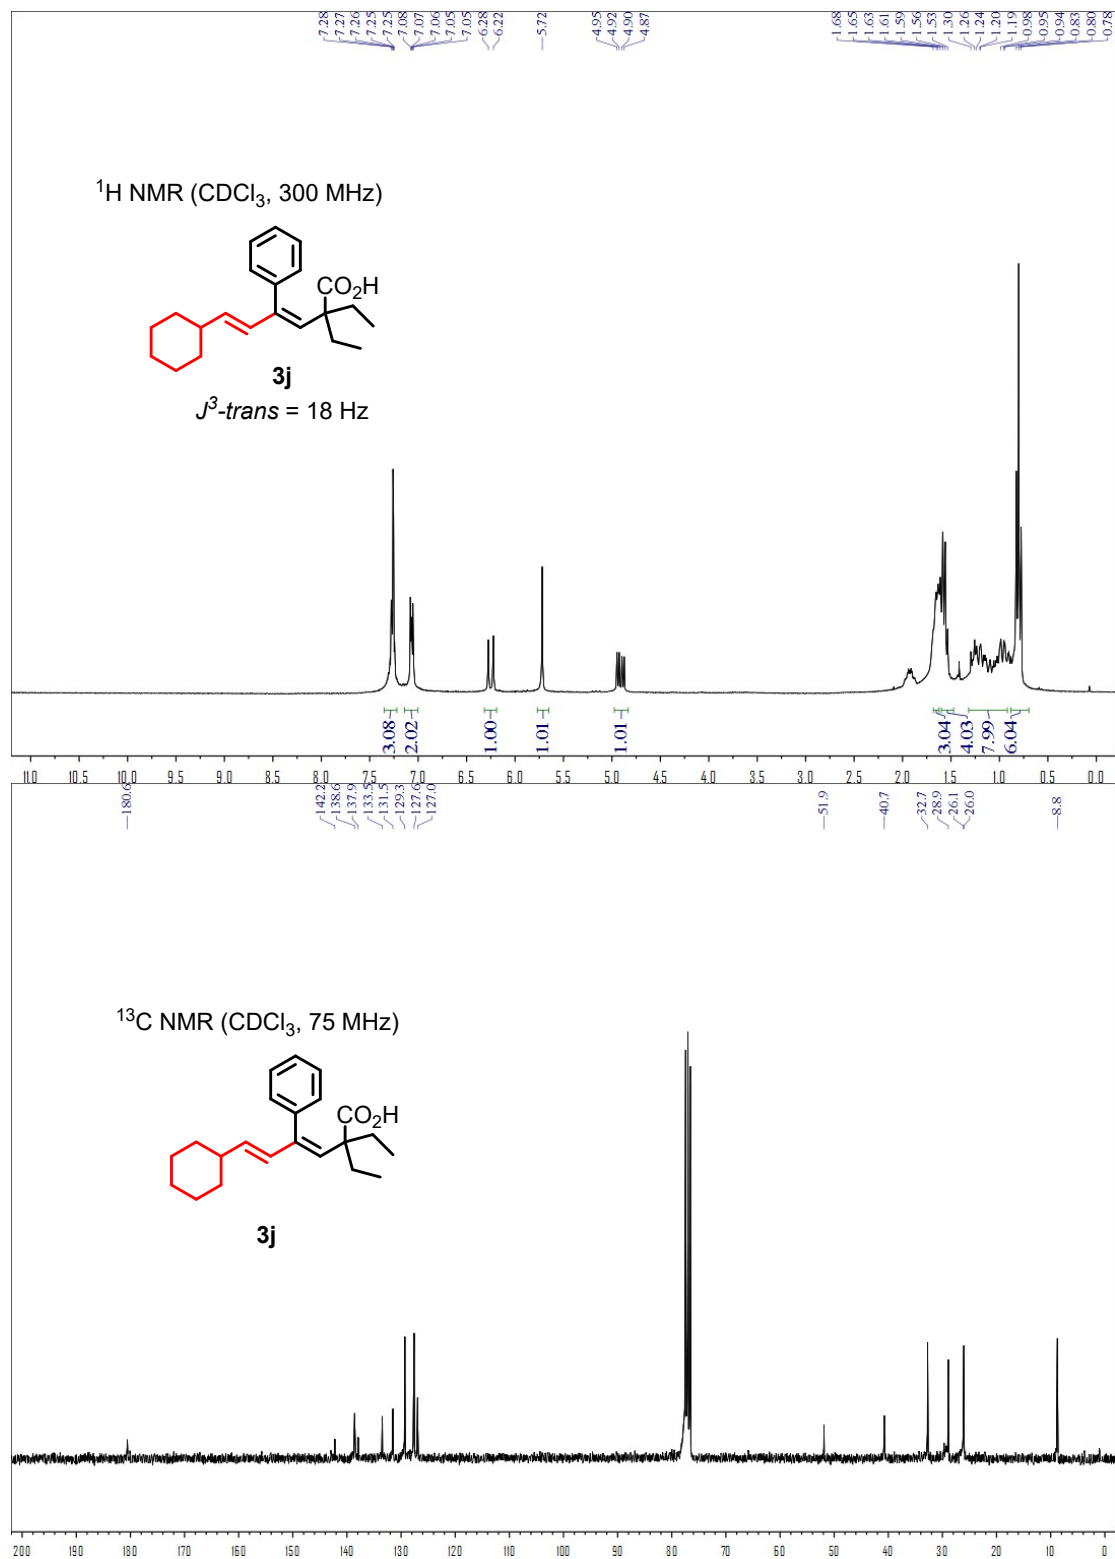 7.28 7.27 7.26 7.25 7.25 7.08 7.07 7.06 7.05 7.05 6.28 6.22 5.72 4.95 4.92 4.90 4.87 1.68 1.65 1.63 1.61 1.59 1.56 1.53 1.30 1.26 1.24 1.20 1.19 0.98 0.95 0.94 0.83 0.80 0.78
¹H NMR (CDCl₃, 300 MHz)
CO₂H
3j
J³-trans = 18 Hz
3.08 2.02 1.00 1.01 1.01 3.04 4.03 7.99 6.04
11.0 10.5 10.0 9.5 9.0 8.5 8.0 7.5 7.0 6.5 6.0 5.5 5.0 4.5 4.0 3.5 3.0 2.5 2.0 1.5 1.0 0.5 0.0
180.6 142.2 138.6 137.9 133.5 131.5 129.3 127.6 127.0 51.9 40.7 32.7 28.9 26.1 26.0 8.8
¹³C NMR (CDCl₃, 75 MHz)
CO₂H
3j
200 190 180 170 160 150 140 130 120 110 100 90 80 70 60 50 40 30 20 10 0